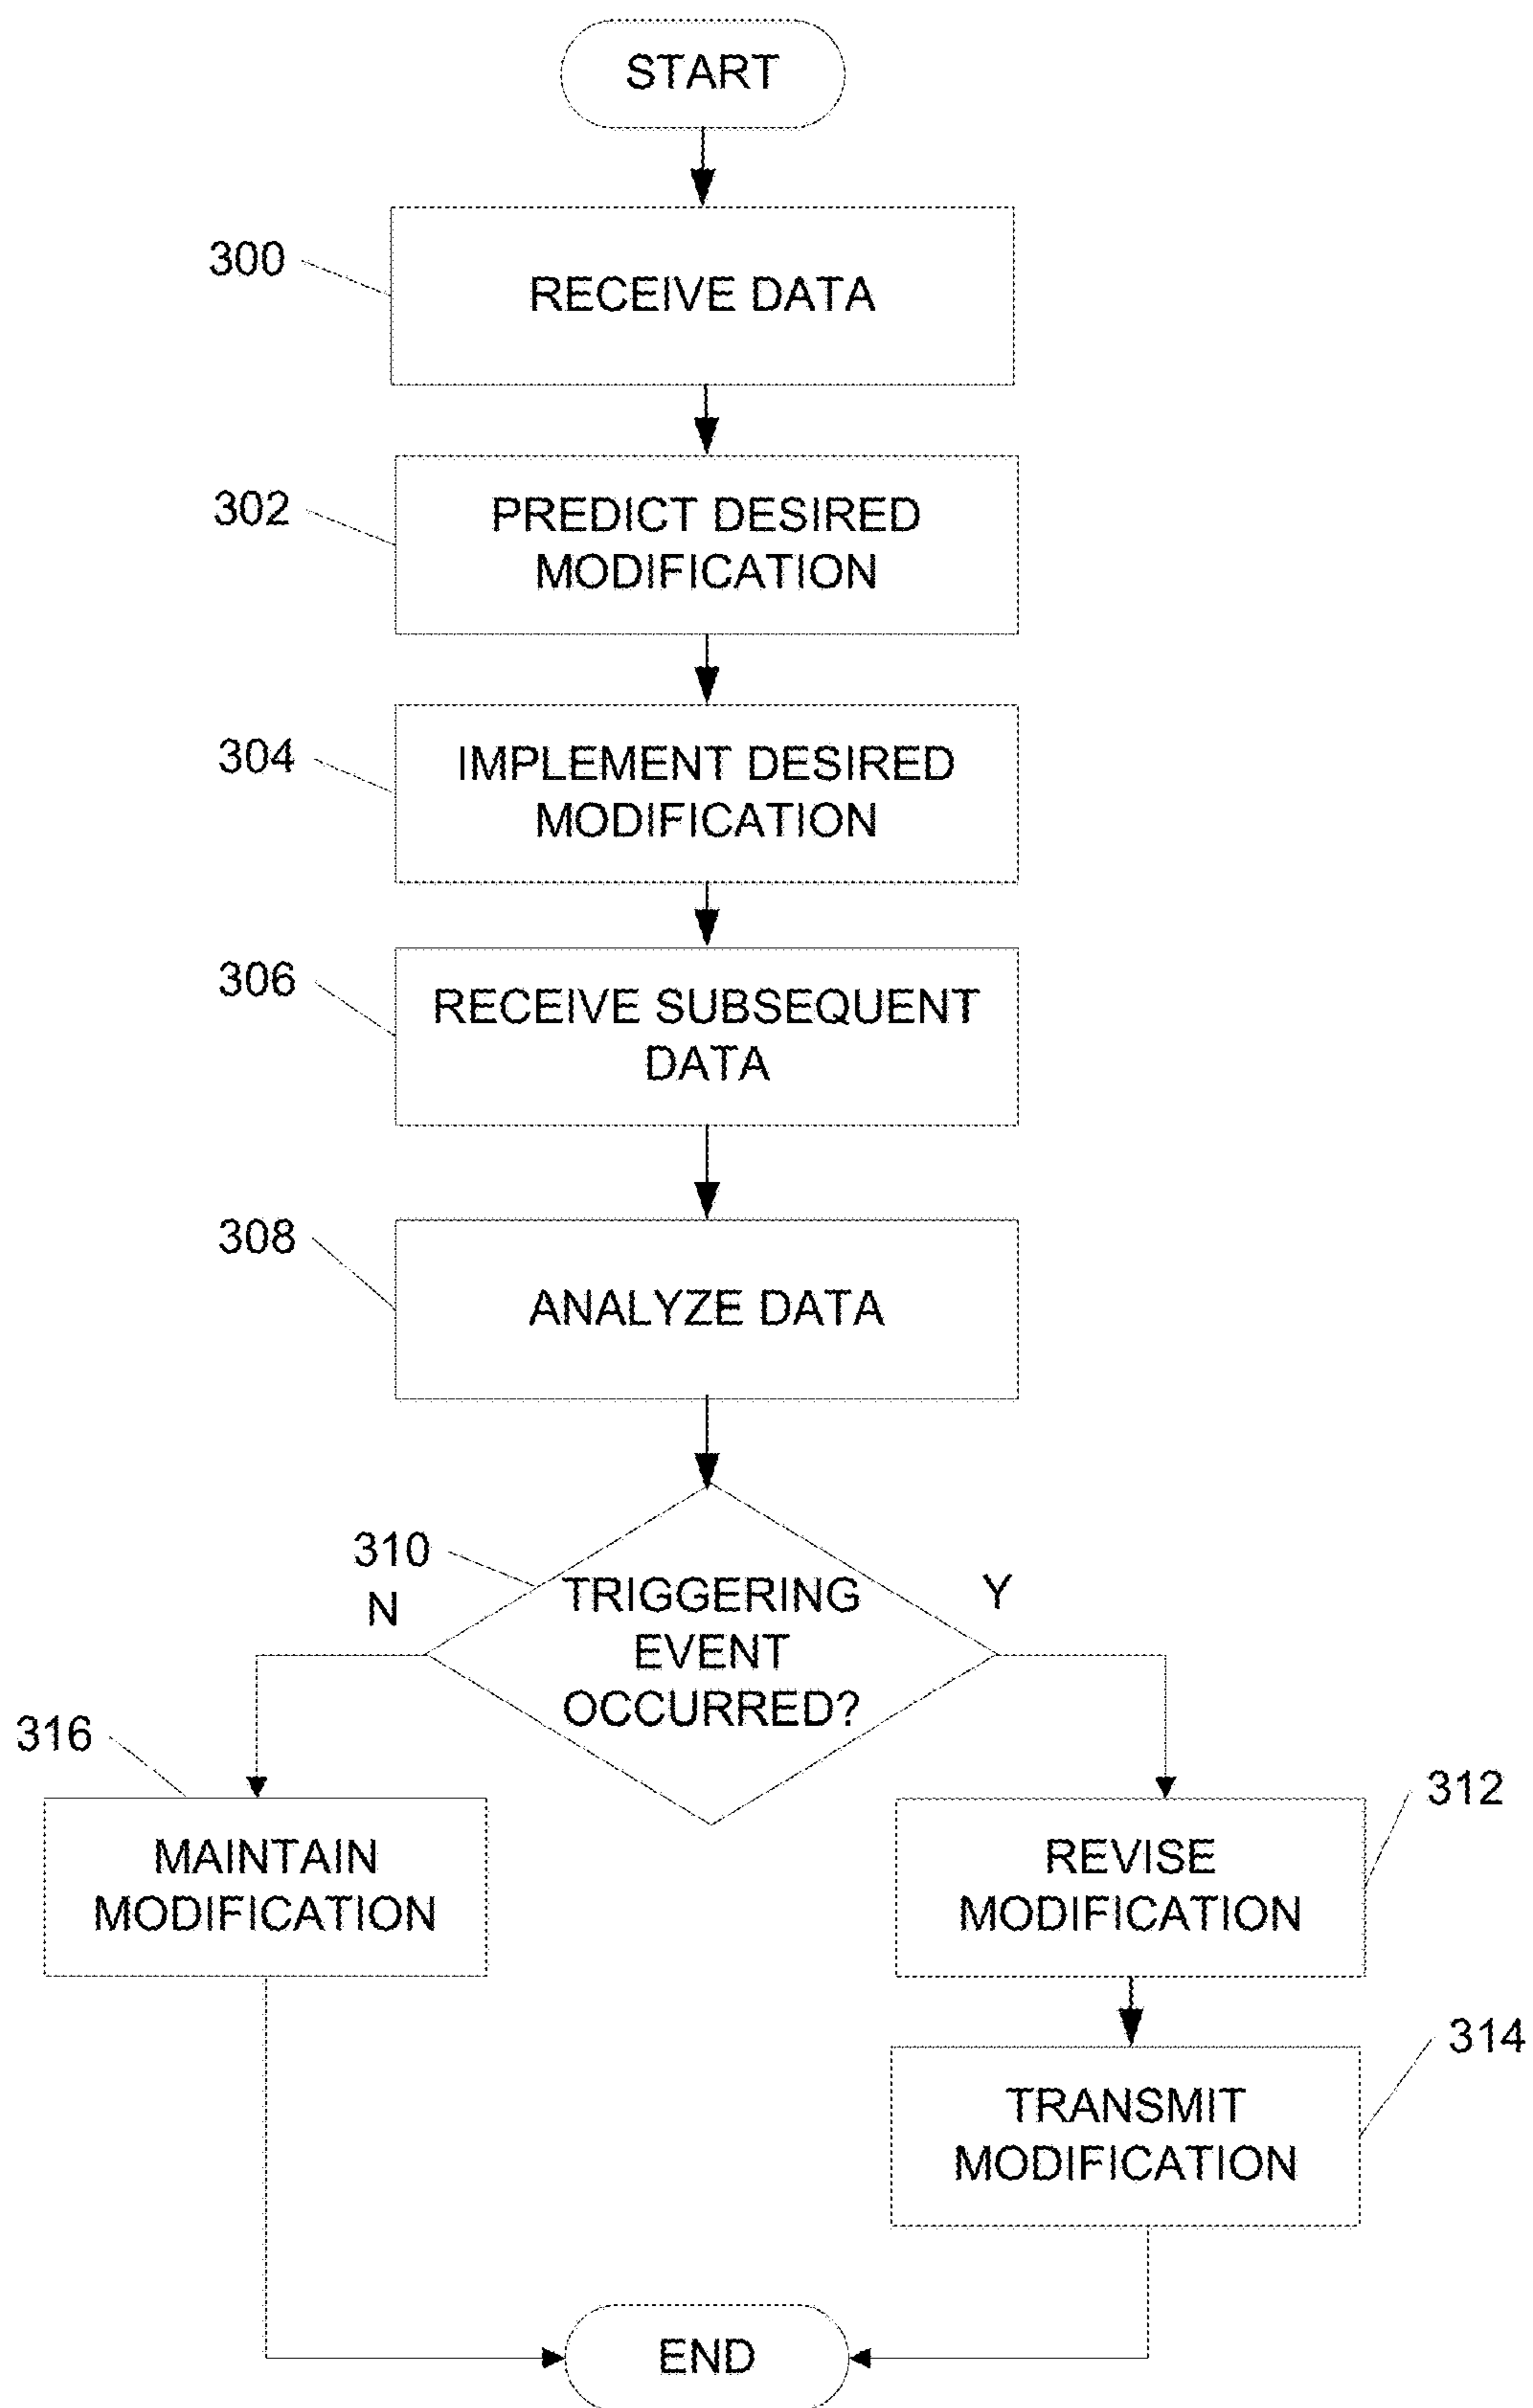 START
300
RECEIVE DATA
302
PREDICT DESIRED
MODIFICATION
304
IMPLEMENT DESIRED
MODIFICATION
306
RECEIVE SUBSEQUENT
DATA
308
ANALYZE DATA
310
N
TRIGGERING
EVENT
OCCURRED?
Y
316
MAINTAIN
MODIFICATION
312
REVISE
MODIFICATION
314
TRANSMIT
MODIFICATION
END